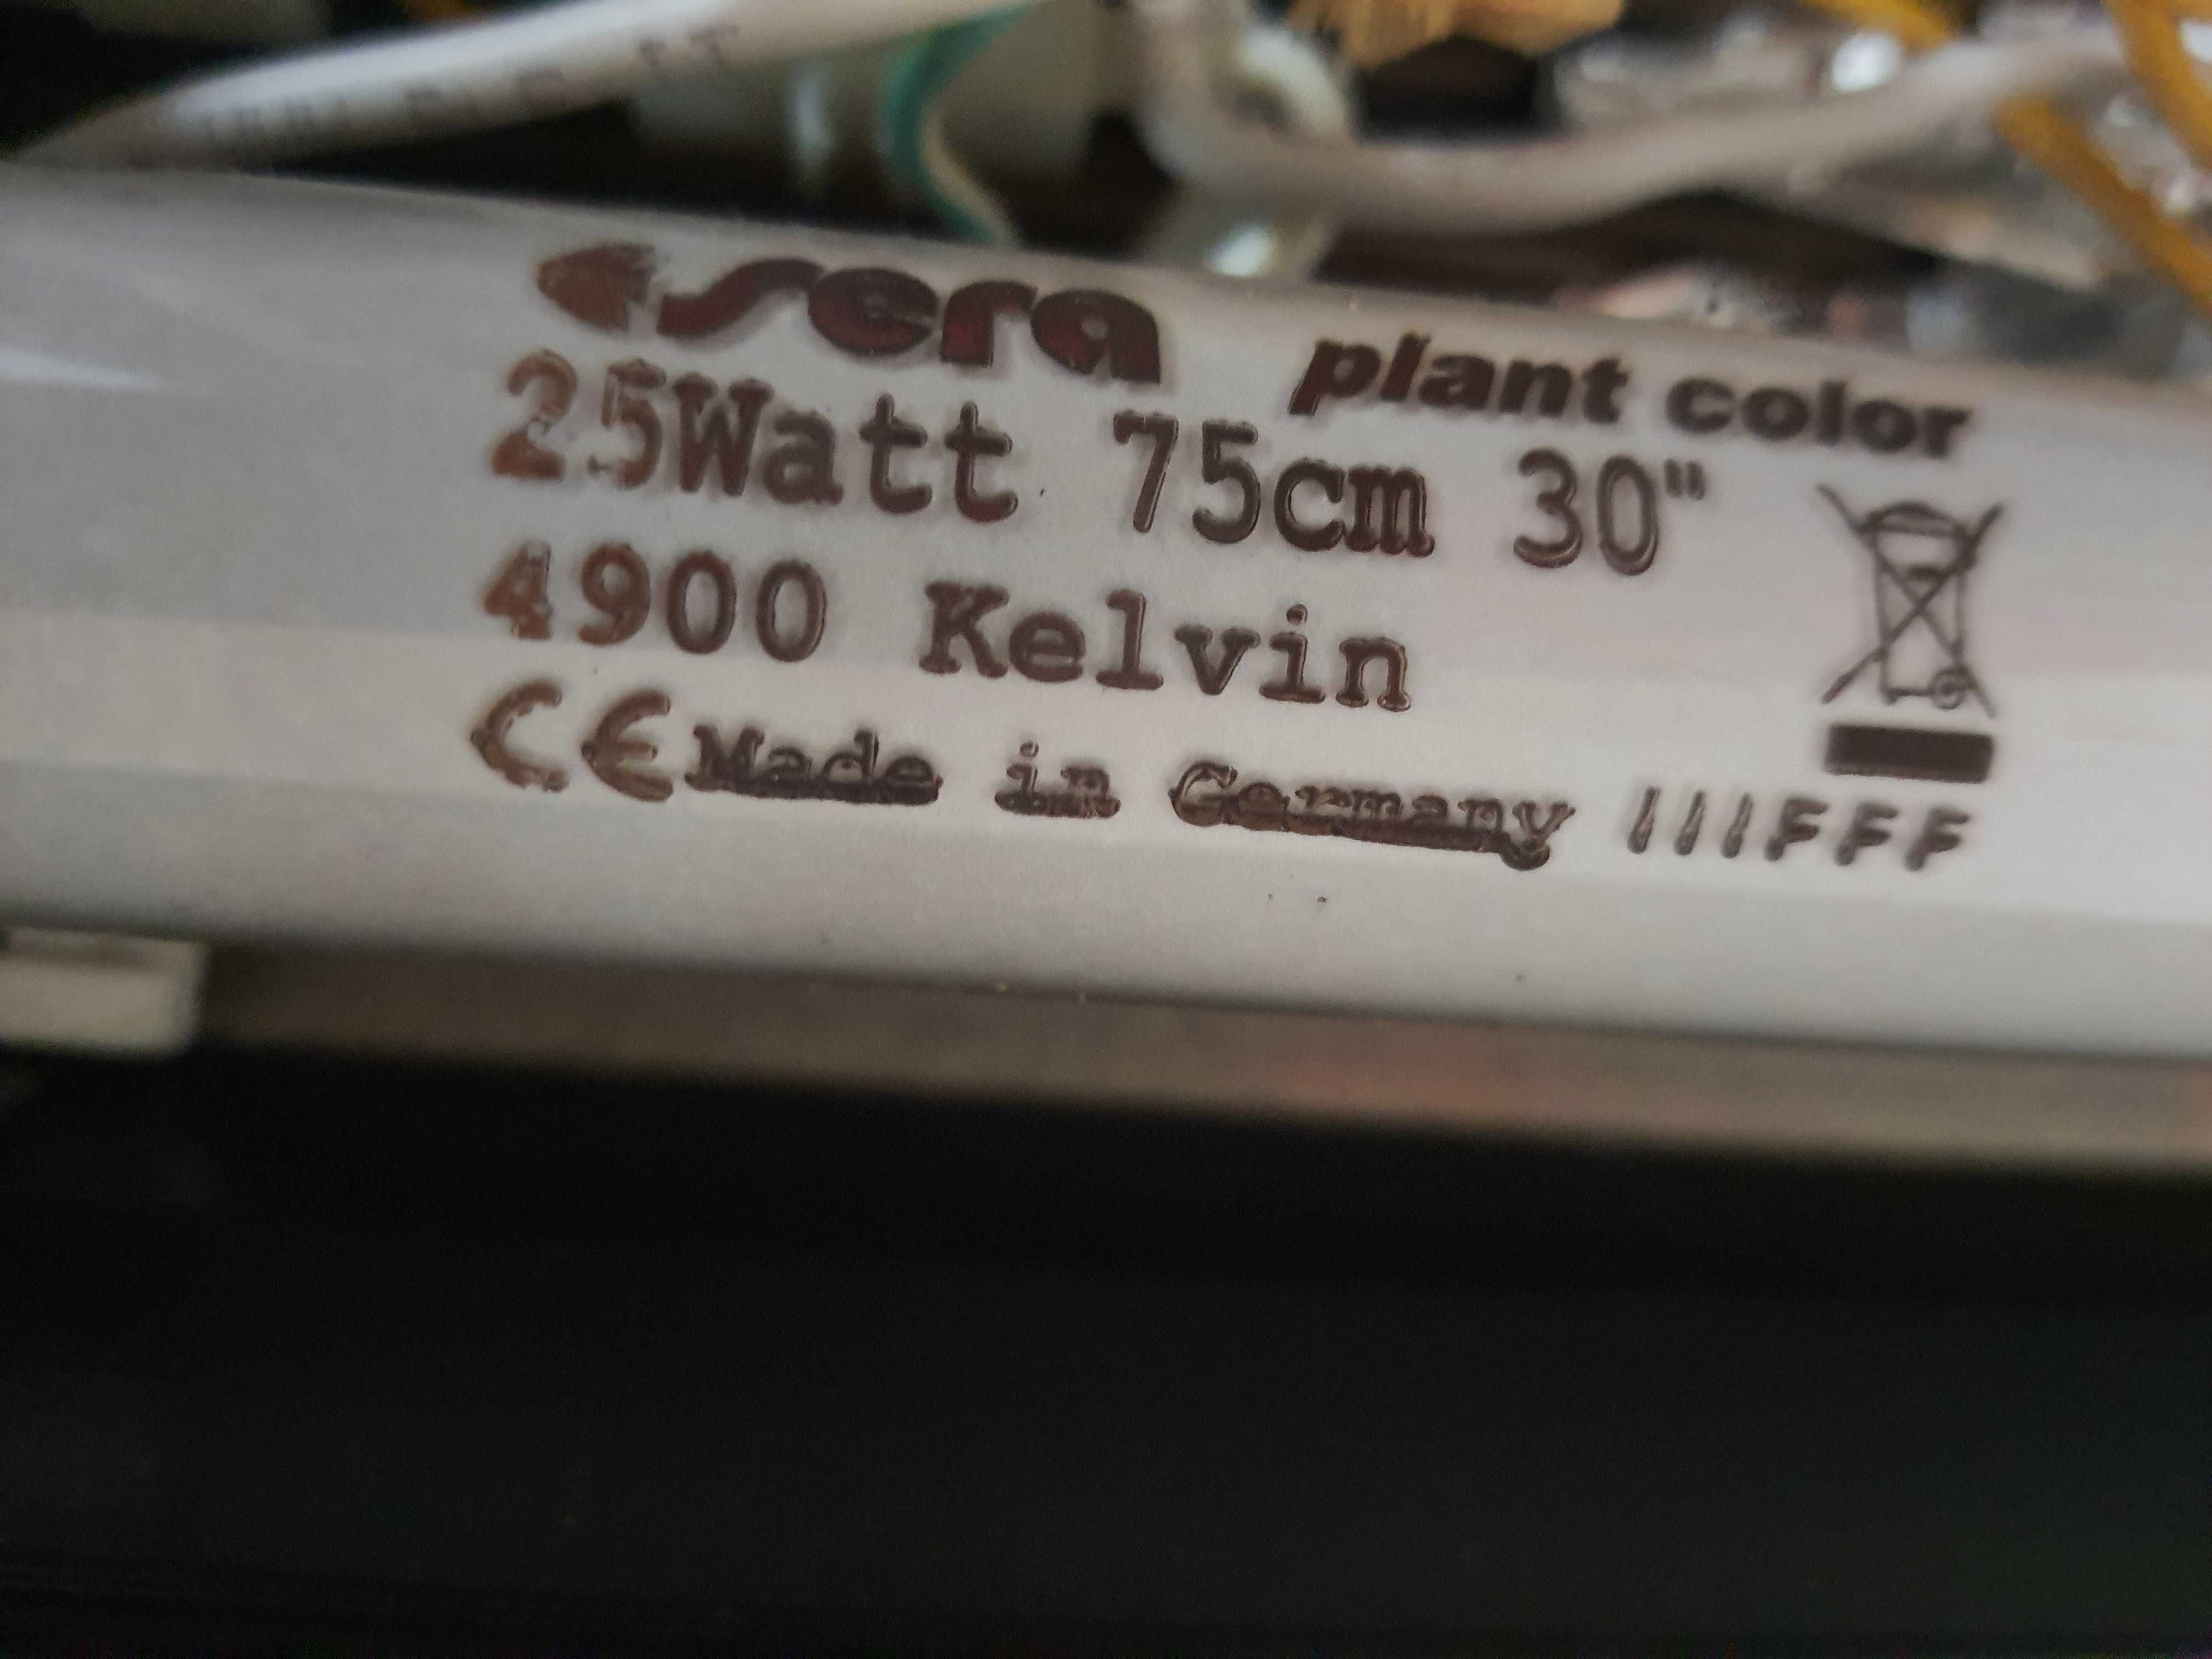 sera plant color
25Watt 75cm 30"
4900 Kelvin
CE Made in Germany IIIFFF